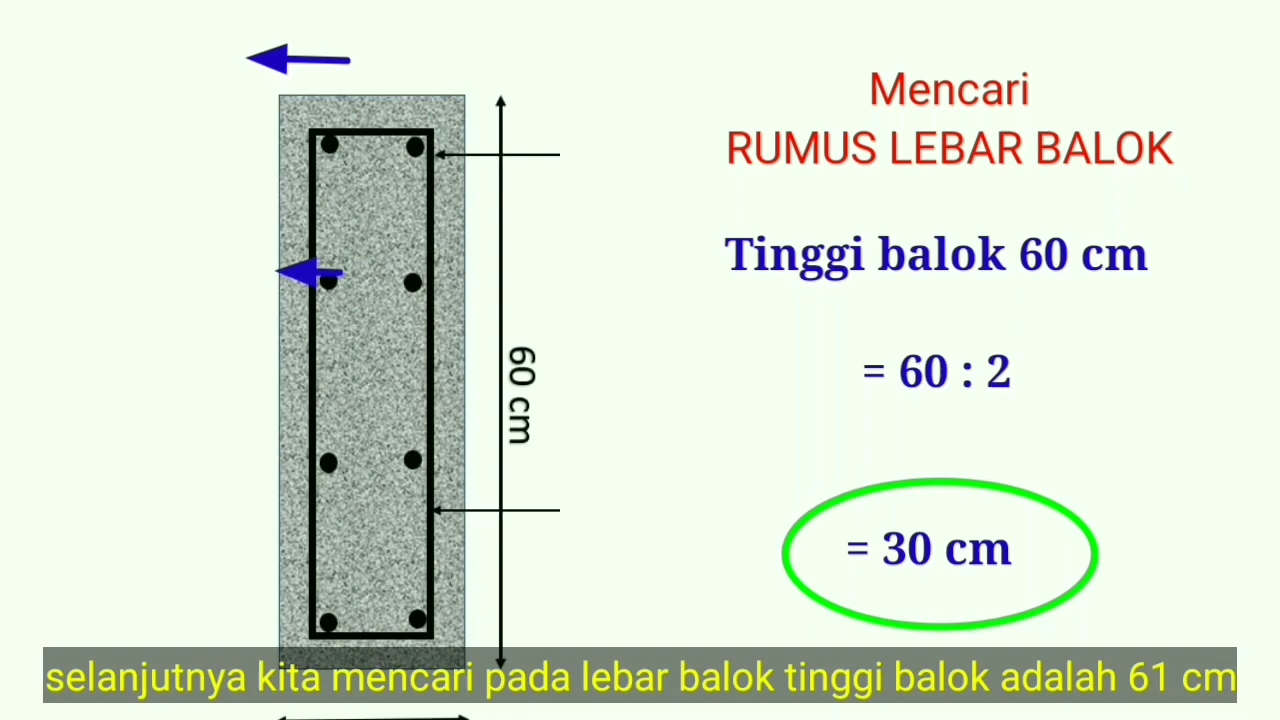 Mencari
RUMUS LEBAR BALOK
Tinggi balok 60 cm
= 60 : 2
= 30 cm
60 cm
selanjutnya kita mencari pada lebar balok tinggi balok adalah 61 cm